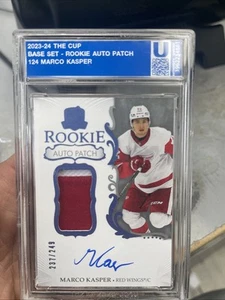 2023-24 THE CUP
BASE SET - ROOKIE AUTO PATCH
124 MARCO KASPER
U
ROOKIE
AUTO PATCH
237/249
MARCO KASPER - RED WINGS